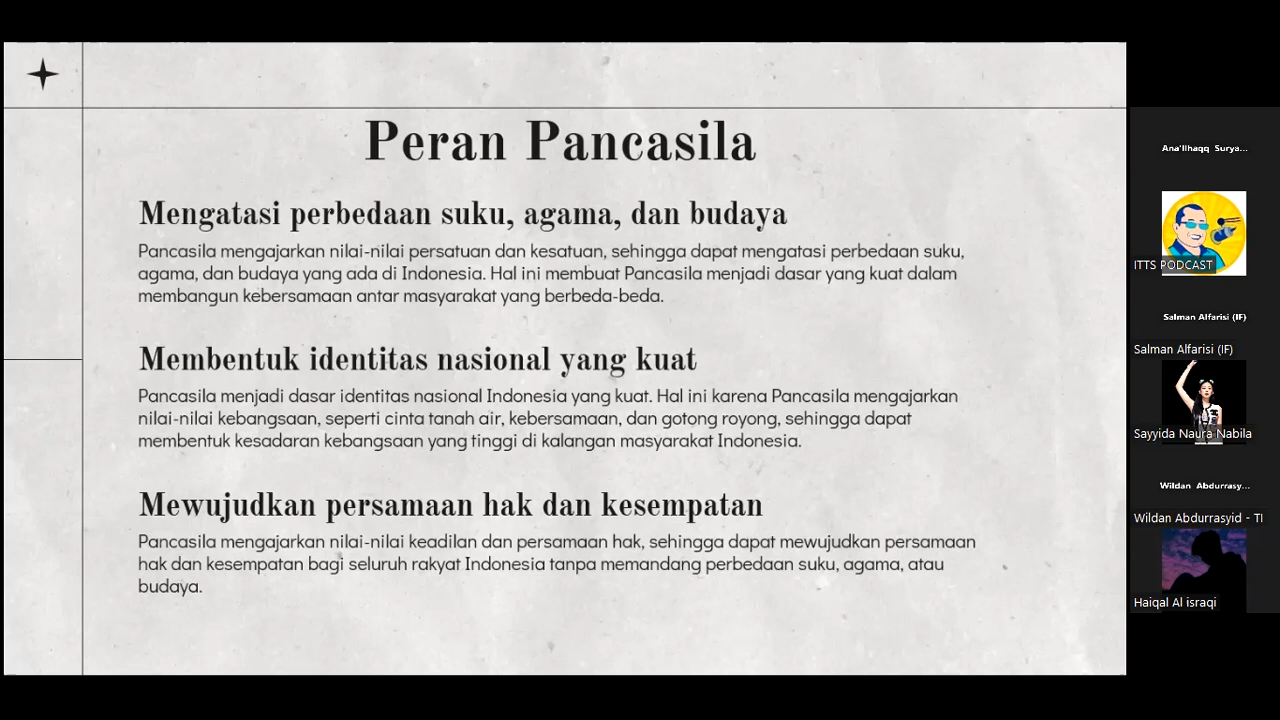 Peran Pancasila
Mengatasi perbedaan suku, agama, dan budaya
Pancasila mengajarkan nilai-nilai persatuan dan kesatuan, sehingga dapat mengatasi perbedaan suku,
agama, dan budaya yang ada di Indonesia. Hal ini membuat Pancasila menjadi dasar yang kuat dalam
membangun kebersamaan antar masyarakat yang berbeda-beda.
Membentuk identitas nasional yang kuat
Pancasila menjadi dasar identitas nasional Indonesia yang kuat. Hal ini karena Pancasila mengajarkan
nilai-nilai kebangsaan, seperti cinta tanah air, kebersamaan, dan gotong royong, sehingga dapat
membentuk kesadaran kebangsaan yang tinggi di kalangan masyarakat Indonesia.
Mewujudkan persamaan hak dan kesempatan
Pancasila mengajarkan nilai-nilai keadilan dan persamaan hak, sehingga dapat mewujudkan persamaan
hak dan kesempatan bagi seluruh rakyat Indonesia tanpa memandang perbedaan suku, agama, atau
budaya.
Ana'llhaqq Surya...
ITTS PODCAST
Salman Alfarisi (IF)
Salman Alfarisi (IF)
Sayyida Naura Nabila
Wildan Abdurrasy...
Wildan Abdurrasyid - TI
Haiqal Al israqi